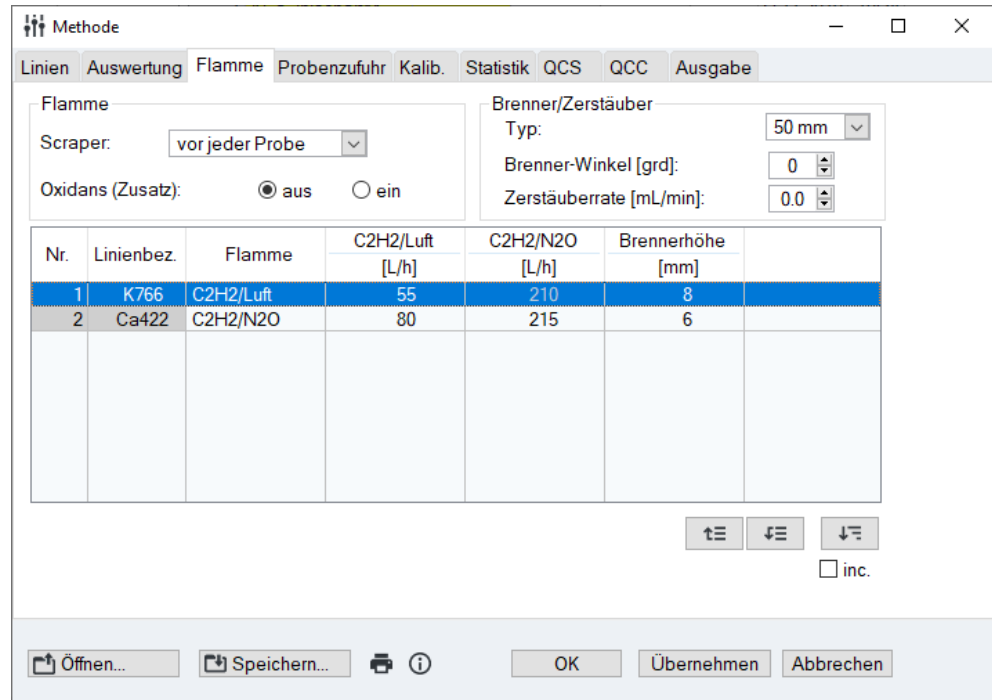 Methode
Linien Auswertung Flamme Probenzufuhr Kalib. Statistik QCS QCC Ausgabe
Flamme
Scraper: vor jeder Probe
Oxidans (Zusatz): aus ein
Brenner/Zerstäuber
Typ: 50 mm
Brenner-Winkel [grd]: 0
Zerstäuberrate [mL/min]: 0.0
Nr. Linienbez. Flamme C2H2/Luft [L/h] C2H2/N2O [L/h] Brennerhöhe [mm]
1 K766 C2H2/Luft 55 210 8
2 Ca422 C2H2/N2O 80 215 6
inc.
Öffnen... Speichern... OK Übernehmen Abbrechen